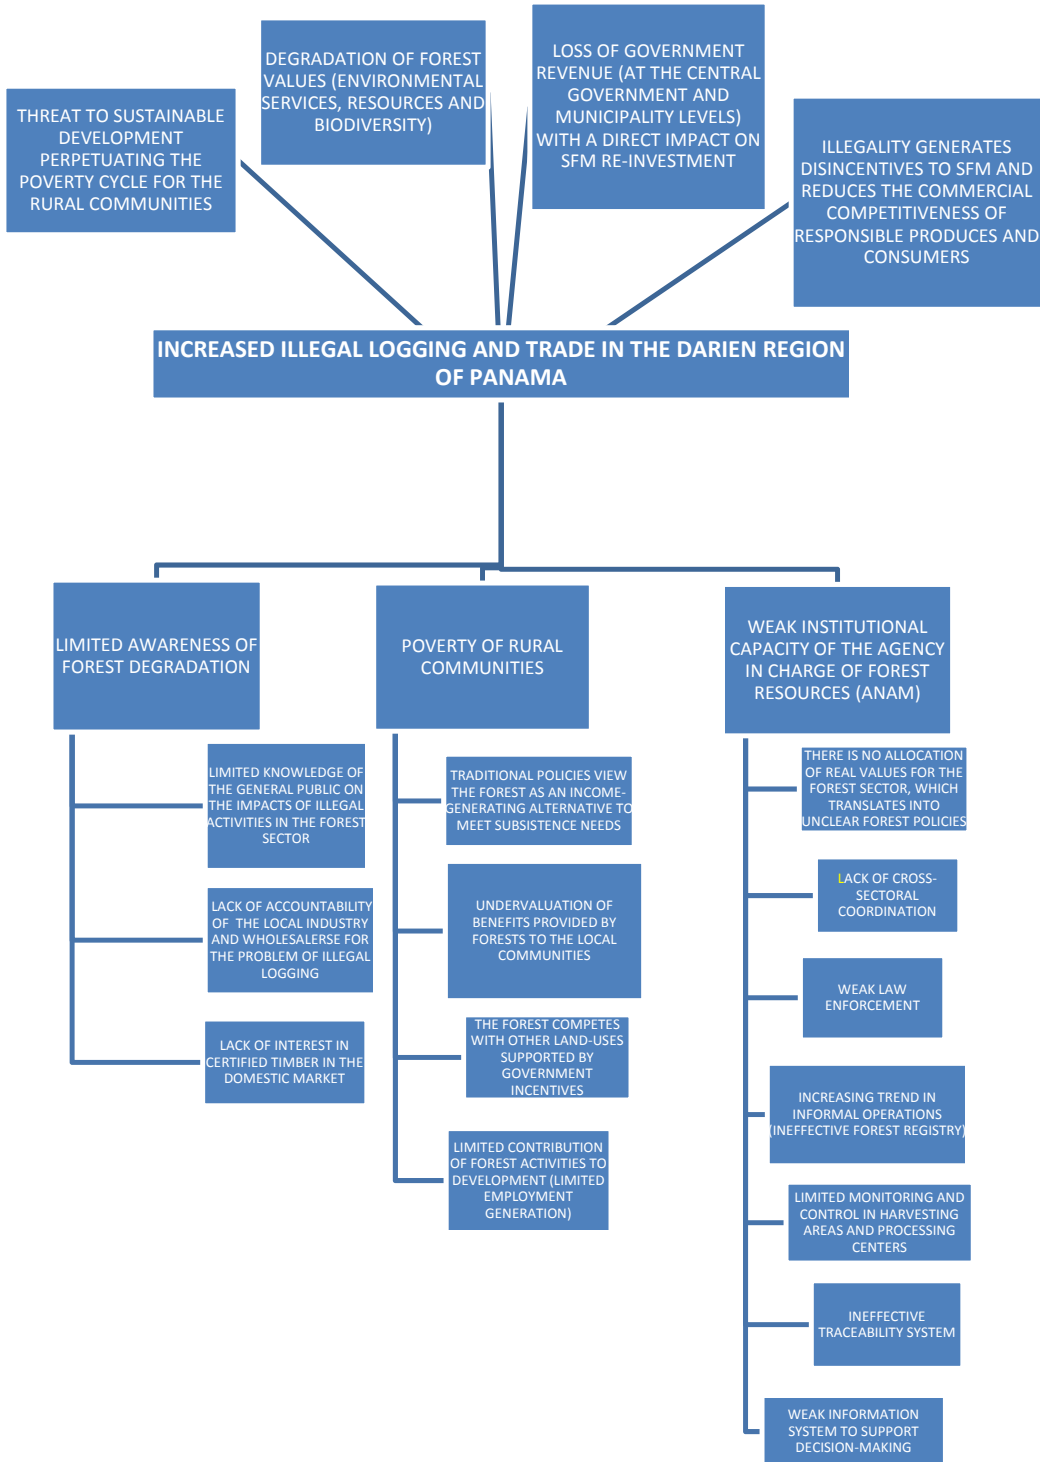 THREAT TO SUSTAINABLE
DEVELOPMENT
PERPETUATING THE
POVERTY CYCLE FOR THE
RURAL COMMUNITIES
DEGRADATION OF FOREST
VALUES (ENVIRONMENTAL
SERVICES, RESOURCES AND
BIODIVERSITY)
LOSS OF GOVERNMENT
REVENUE (AT THE CENTRAL
GOVERNMENT AND
MUNICIPALITY LEVELS)
WITH A DIRECT IMPACT ON
SFM RE-INVESTMENT
ILLEGALITY GENERATES
DISINCENTIVES TO SFM AND
REDUCES THE COMMERCIAL
COMPETITIVENESS OF
RESPONSIBLE PRODUCES AND
CONSUMERS
INCREASED ILLEGAL LOGGING AND TRADE IN THE DARIEN REGION
OF PANAMA
LIMITED AWARENESS OF
FOREST DEGRADATION
LIMITED KNOWLEDGE OF
THE GENERAL PUBLIC ON
THE IMPACTS OF ILLEGAL
ACTIVITIES IN THE FOREST
SECTOR
LACK OF ACCOUNTABILITY
OF THE LOCAL INDUSTRY
AND WHOLESALERSE FOR
THE PROBLEM OF ILLEGAL
LOGGING
LACK OF INTEREST IN
CERTIFIED TIMBER IN THE
DOMESTIC MARKET
POVERTY OF RURAL
COMMUNITIES
TRADITIONAL POLICIES VIEW
THE FOREST AS AN INCOME-
GENERATING ALTERNATIVE TO
MEET SUBSISTENCE NEEDS
UNDERVALUATION OF
BENEFITS PROVIDED BY
FORESTS TO THE LOCAL
COMMUNITIES
THE FOREST COMPETES
WITH OTHER LAND-USES
SUPPORTED BY
GOVERNMENT
INCENTIVES
LIMITED CONTRIBUTION
OF FOREST ACTIVITIES TO
DEVELOPMENT (LIMITED
EMPLOYMENT
GENERATION)
WEAK INSTITUTIONAL
CAPACITY OF THE AGENCY
IN CHARGE OF FOREST
RESOURCES (ANAM)
THERE IS NO ALLOCATION
OF REAL VALUES FOR THE
FOREST SECTOR, WHICH
TRANSLATES INTO
UNCLEAR FOREST POLICIES
LACK OF CROSS-
SECTORAL
COORDINATION
WEAK LAW
ENFORCEMENT
INCREASING TREND IN
INFORMAL OPERATIONS
(INEFFECTIVE FOREST REGISTRY)
LIMITED MONITORING AND
CONTROL IN HARVESTING
AREAS AND PROCESSING
CENTERS
INEFFECTIVE
TRACEABILITY SYSTEM
WEAK INFORMATION
SYSTEM TO SUPPORT
DECISION-MAKING